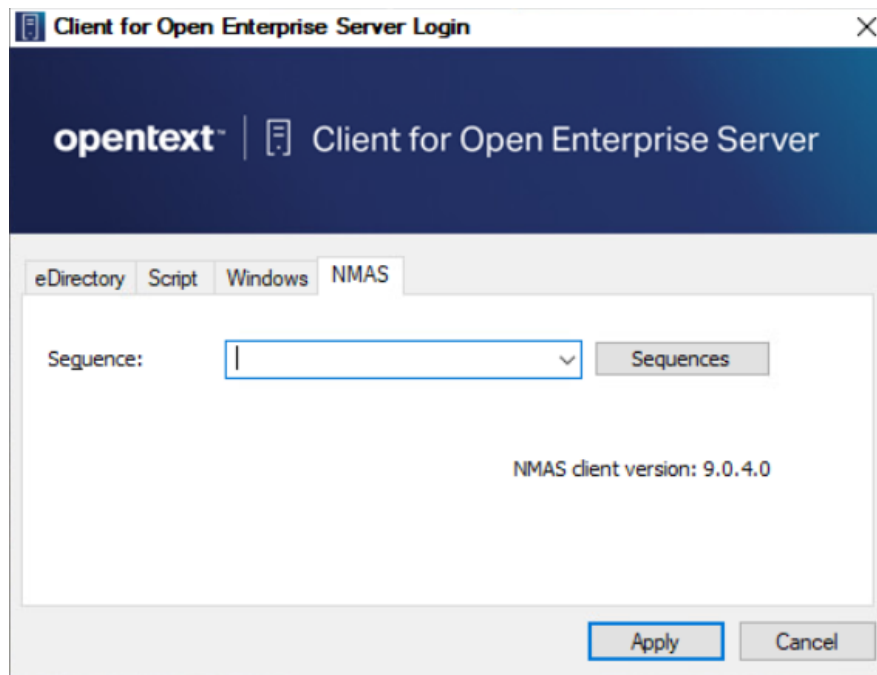 Client for Open Enterprise Server Login
opentext™ Client for Open Enterprise Server
eDirectory Script Windows NMAS
Sequence: Sequences
NMAS client version: 9.0.4.0
Apply Cancel